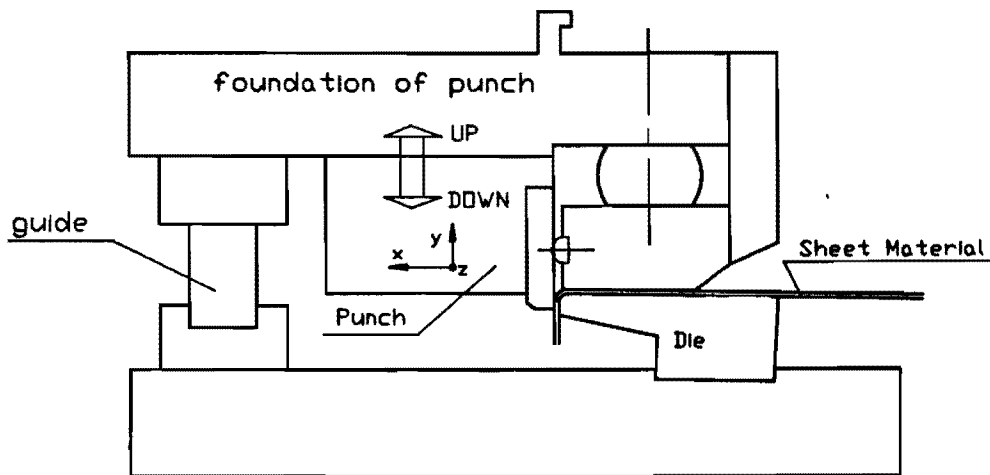 foundation of punch
UP
DOWN
guide
y
x
z
Sheet Material
Punch
Die